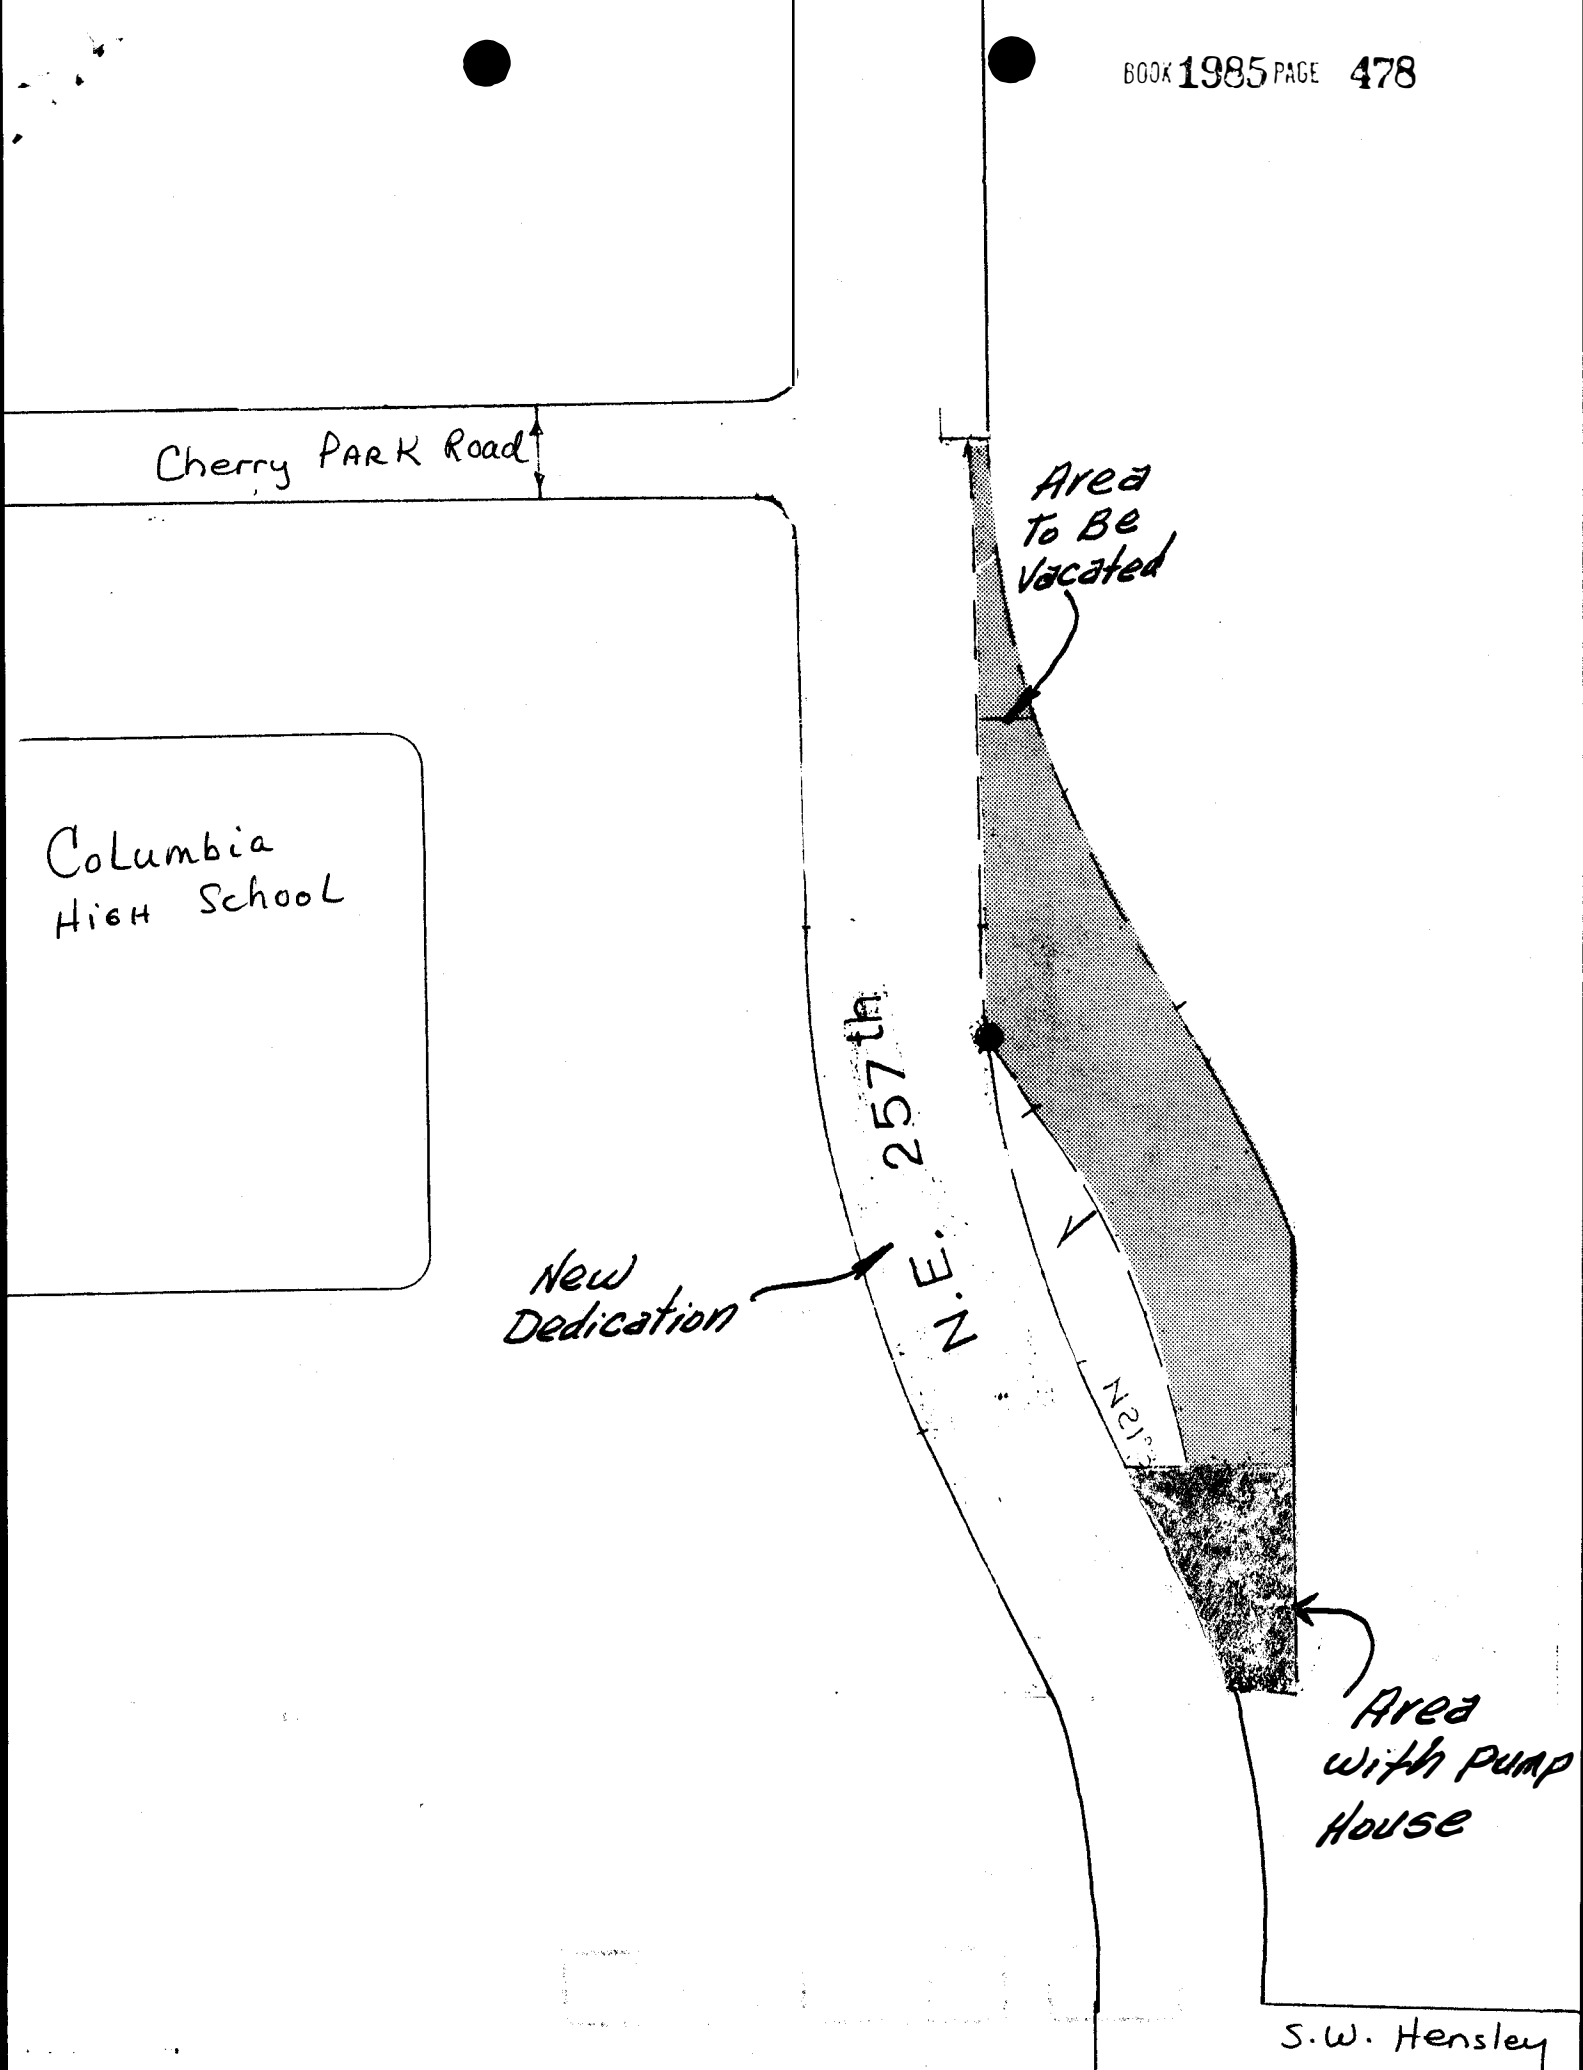 BOOK 1985 PAGE 478
Cherry PARK Road
Area
To Be
Vacated
Columbia
HIGH School
N.E. 257th
New
Dedication
Area
with Pump
House
S.W. Hensley